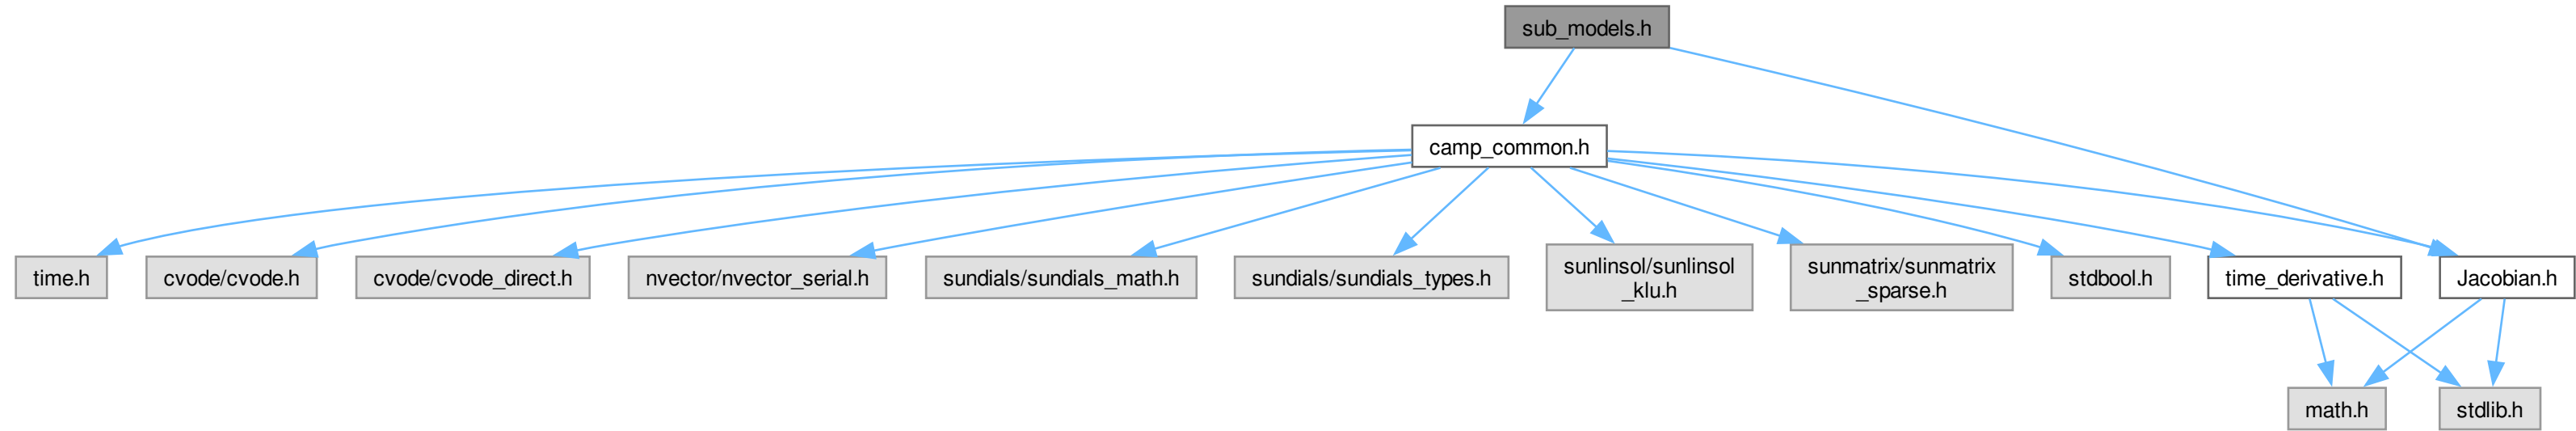 sub_models.h
camp_common.h
time.h
cvode/cvode.h
cvode/cvode_direct.h
nvector/nvector_serial.h
sundials/sundials_math.h
sundials/sundials_types.h
sunlinsol/sunlinsol
_klu.h
sunmatrix/sunmatrix
_sparse.h
stdbool.h
time_derivative.h
Jacobian.h
math.h
stdlib.h